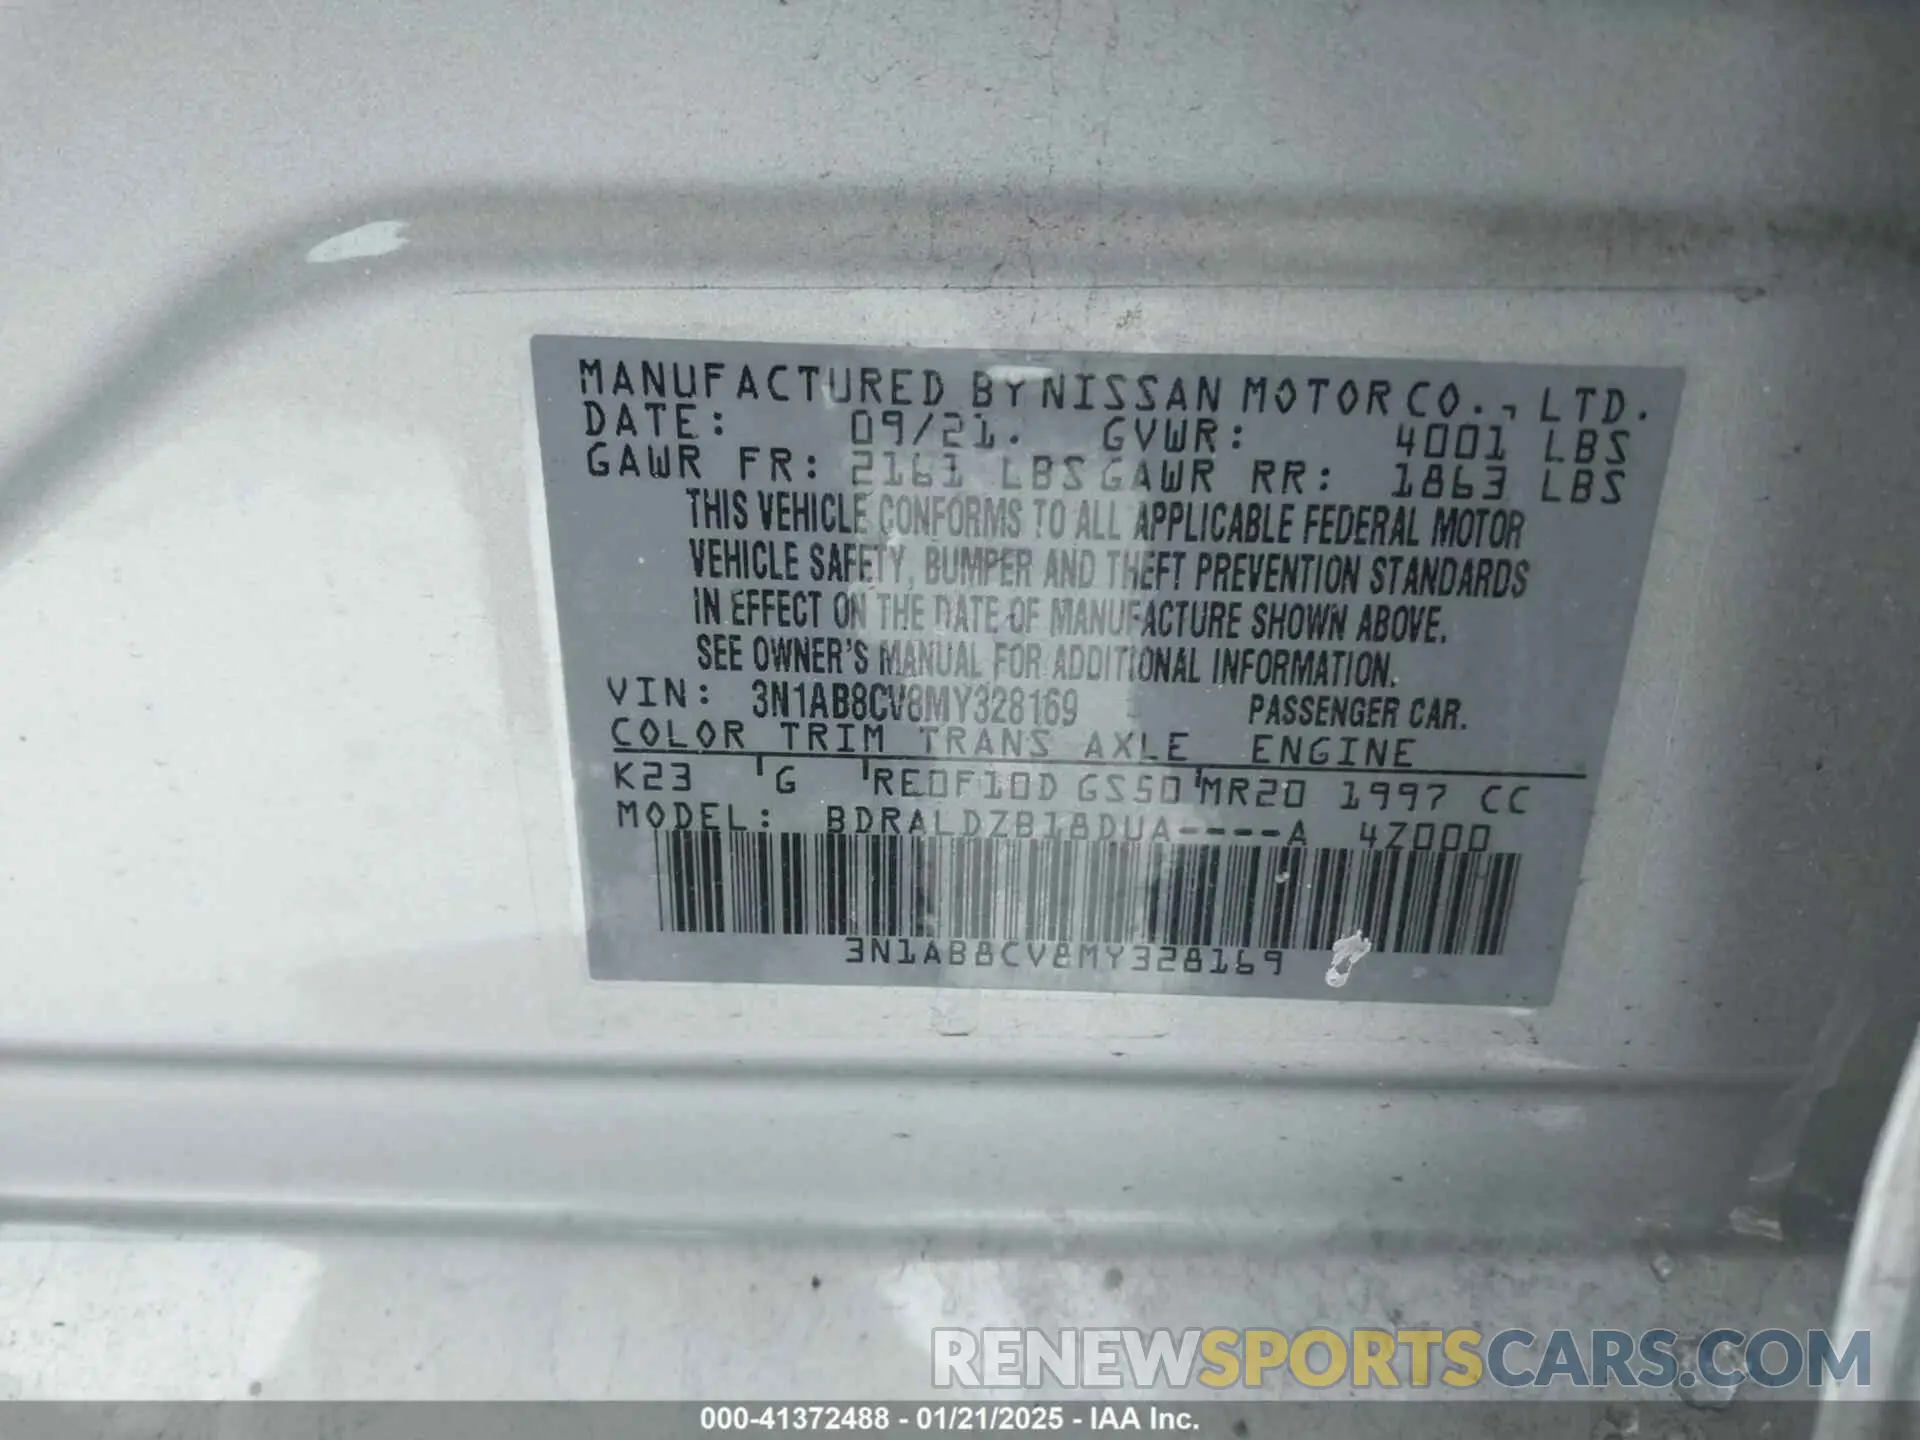 MANUFACTURED BY NISSAN MOTOR CO., LTD.
DATE: 09/21. GVWR: 4001 LBS
GAWR FR: 2161 LBS GAWR RR: 1863 LBS
THIS VEHICLE CONFORMS TO ALL APPLICABLE FEDERAL MOTOR
VEHICLE SAFETY, BUMPER AND THEFT PREVENTION STANDARDS
IN EFFECT ON THE DATE OF MANUFACTURE SHOWN ABOVE.
SEE OWNER'S MANUAL FOR ADDITIONAL INFORMATION.
VIN: 3N1AB8CV8MY328169 PASSENGER CAR.
COLOR TRIM TRANS AXLE ENGINE
K23 G RE0F10D GS50 MR20 1997 CC
MODEL: BDRALDZB18DUA----A 4Z000
3N1AB8CV8MY328169
RENEWSPORTSCARS.COM
000-41372488 - 01/21/2025 - IAA Inc.